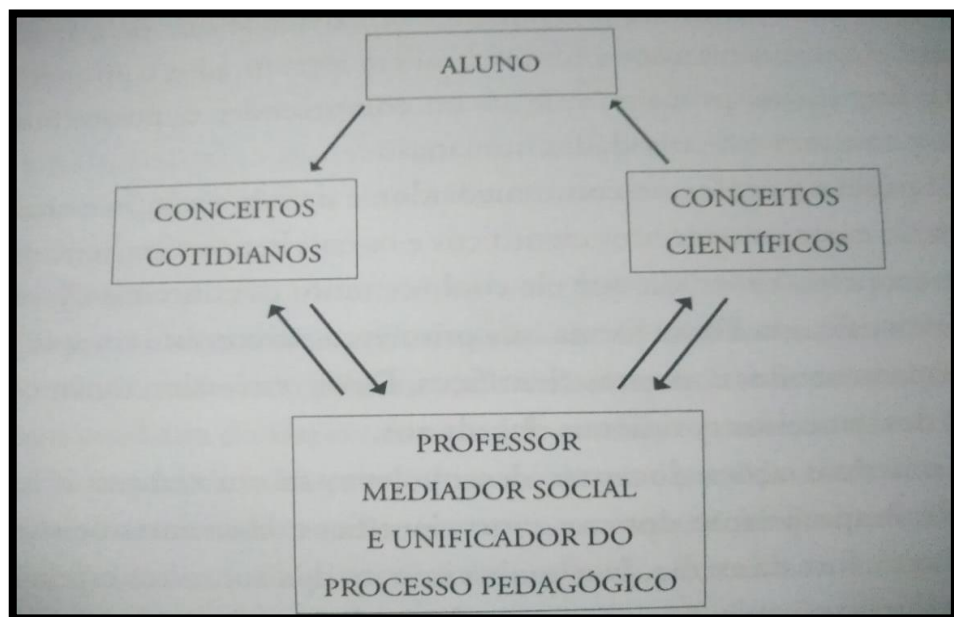 ALUNO
CONCEITOS
COTIDIANOS
CONCEITOS
CIENTÍFICOS
PROFESSOR
MEDIADOR SOCIAL
E UNIFICADOR DO
PROCESSO PEDAGÓGICO